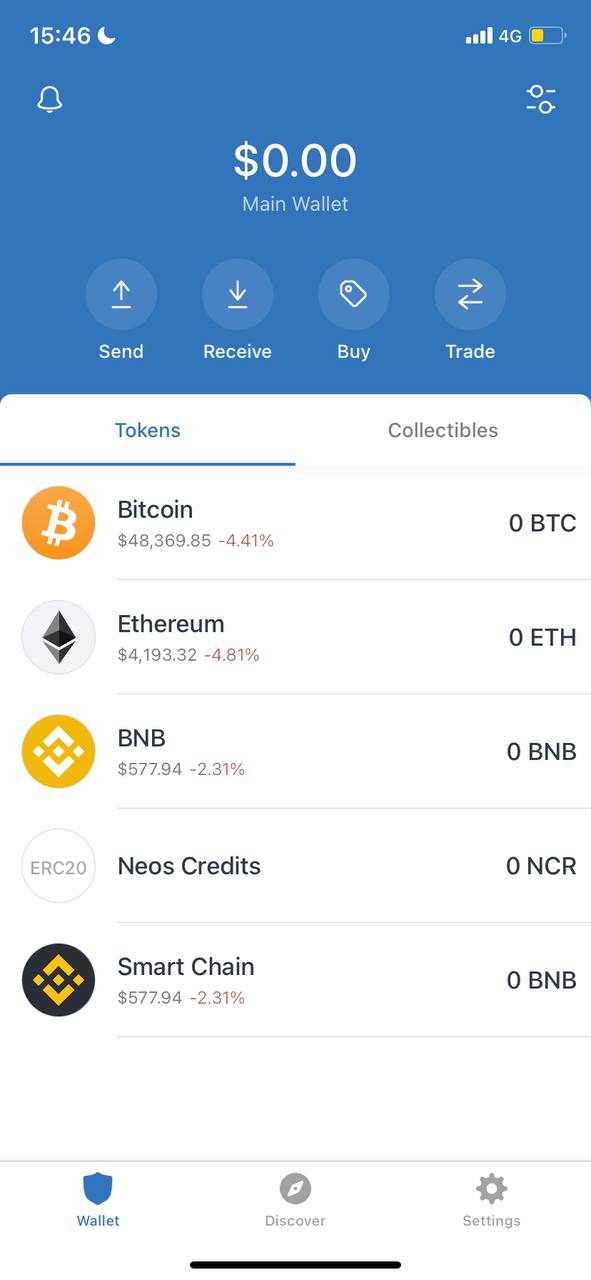 15:46
4G
$0.00
Main Wallet
Send Receive Buy Trade
Tokens Collectibles
Bitcoin
$48,369.85 -4.41%
0 BTC
Ethereum
$4,193.32 -4.81%
0 ETH
BNB
$577.94 -2.31%
0 BNB
ERC20
Neos Credits
0 NCR
Smart Chain
$577.94 -2.31%
0 BNB
Wallet Discover Settings